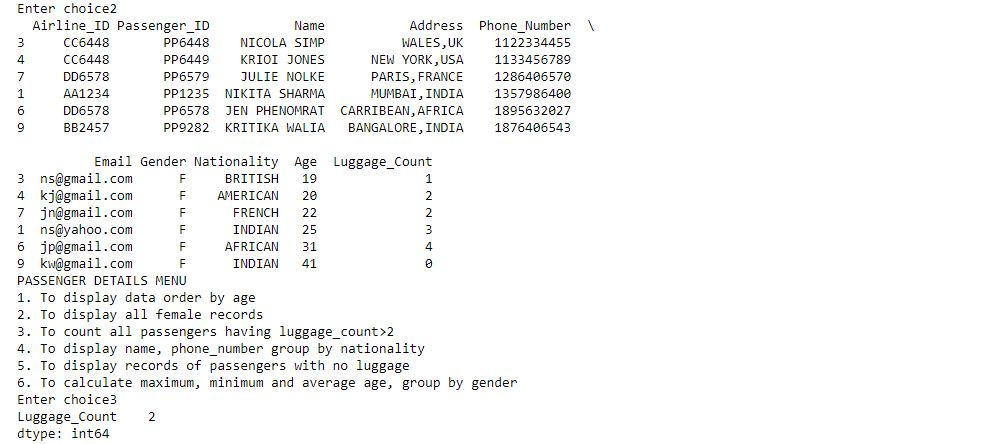 Enter choice2
Airline_ID Passenger_ID Name Address Phone_Number \
3 CC6448 PP6448 NICOLA SIMP WALES,UK 1122334455
4 CC6448 PP6449 KRIOI JONES NEW YORK,USA 1133456789
7 DD6578 PP6579 JULIE NOLKE PARIS,FRANCE 1286406570
1 AA1234 PP1235 NIKITA SHARMA MUMBAI,INDIA 1357986400
6 DD6578 PP6578 JEN PHENOMRAT CARRIBEAN,AFRICA 1895632027
9 BB2457 PP9282 KRITIKA WALIA BANGALORE,INDIA 1876406543
Email Gender Nationality Age Luggage_Count
3 ns@gmail.com F BRITISH 19 1
4 kj@gmail.com F AMERICAN 20 2
7 jn@gmail.com F FRENCH 22 2
1 ns@yahoo.com F INDIAN 25 3
6 jp@gmail.com F AFRICAN 31 4
9 kw@gmail.com F INDIAN 41 0
PASSENGER DETAILS MENU
1. To display data order by age
2. To display all female records
3. To count all passengers having luggage_count>2
4. To display name, phone_number group by nationality
5. To display records of passengers with no luggage
6. To calculate maximum, minimum and average age, group by gender
Enter choice3
Luggage_Count 2
dtype: int64